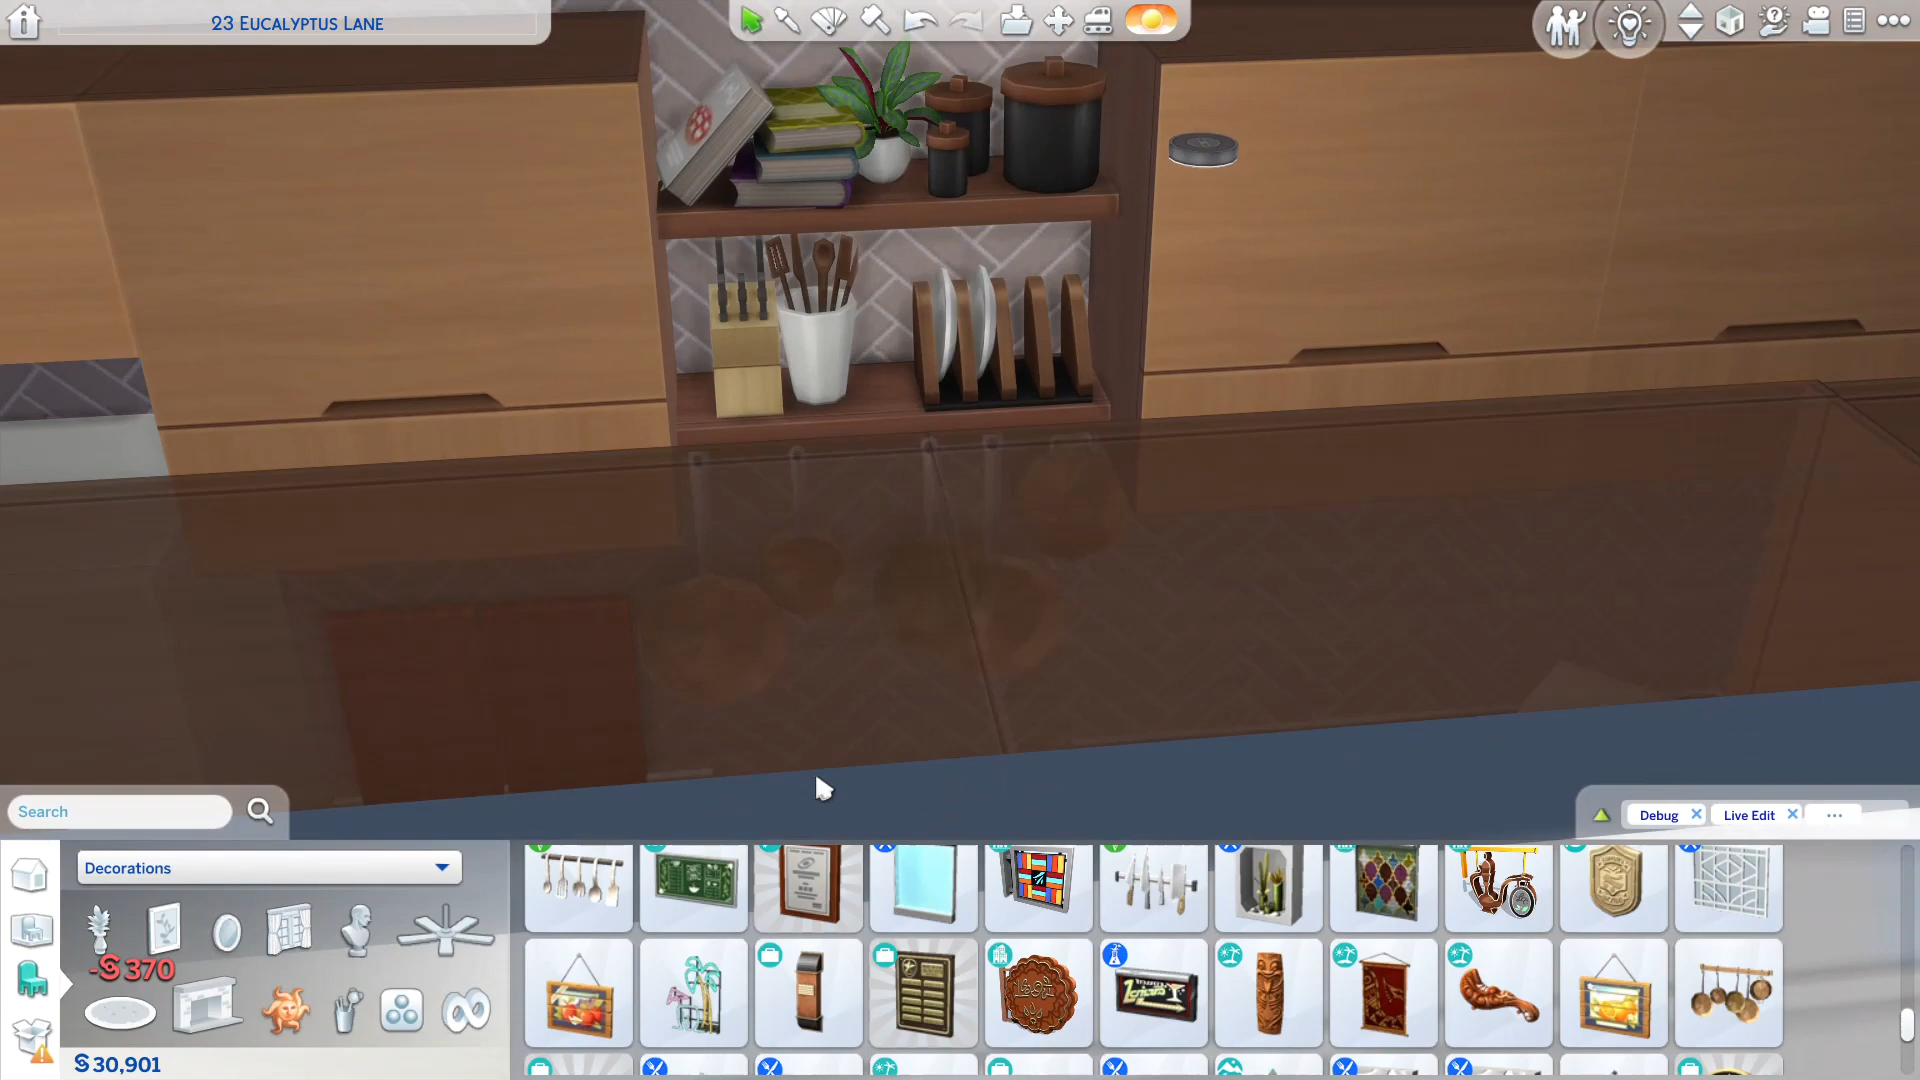 23 Eucalyptus Lane
Search
Debug
Live Edit
...
Decorations
-§370
§30,901